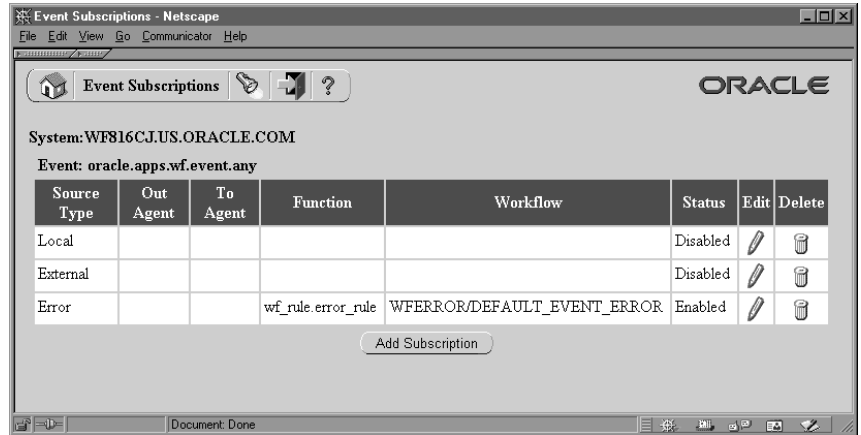 Event Subscriptions - Netscape
File Edit View Go Communicator Help
Event Subscriptions ?
ORACLE
System:WF816CJ.US.ORACLE.COM
Event: oracle.apps.wf.event.any
Source Type Out Agent To Agent Function Workflow Status Edit Delete
Local Disabled
External Disabled
Error wf_rule.error_rule WFERROR/DEFAULT_EVENT_ERROR Enabled
Add Subscription
Document: Done